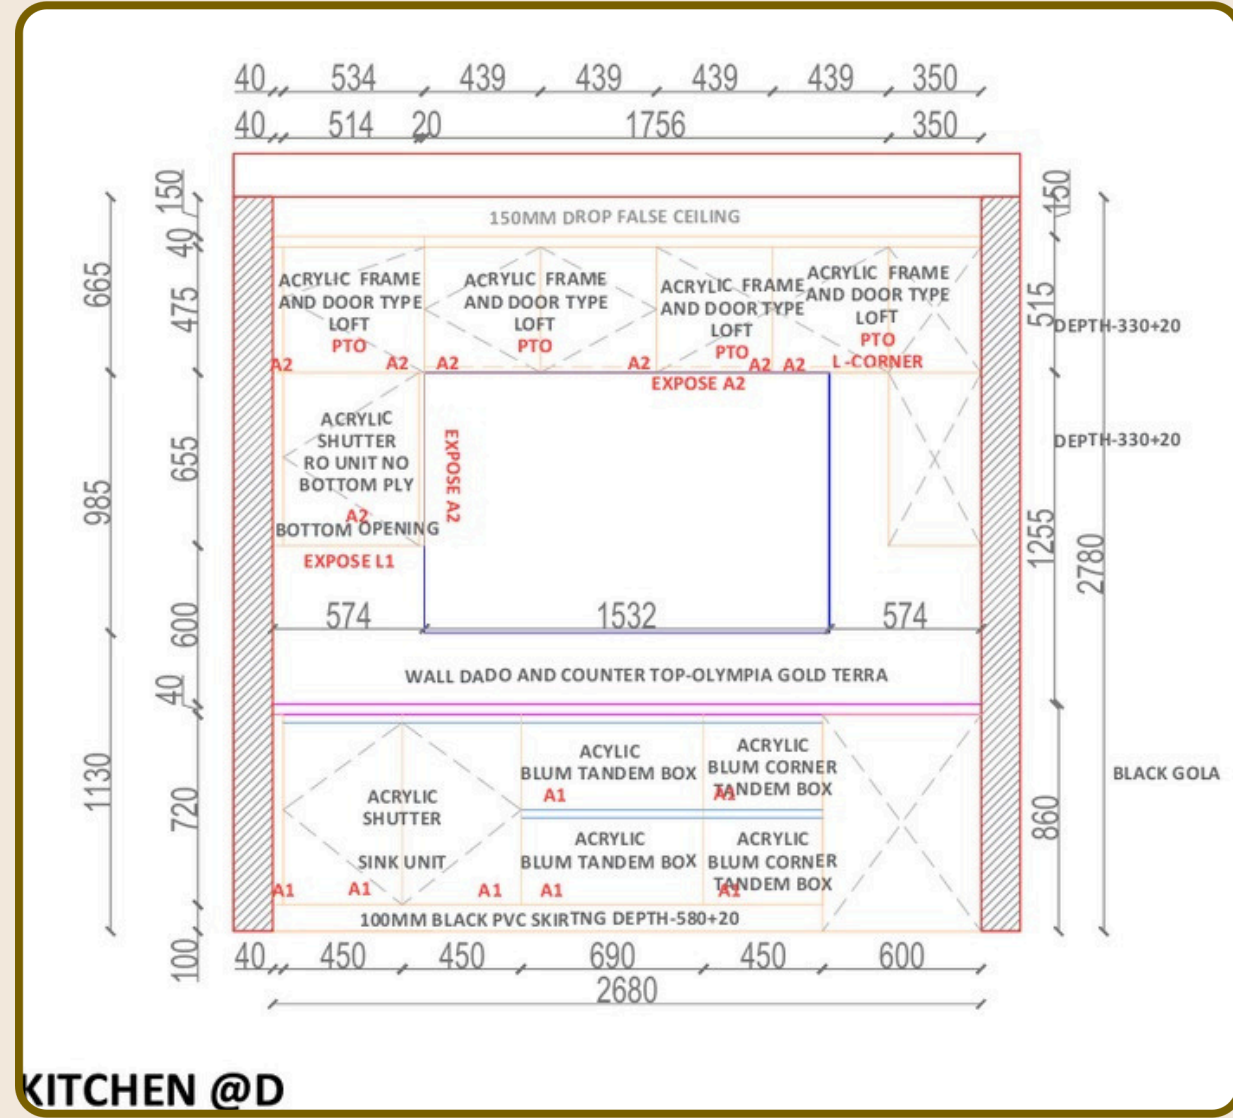 40 534 439 439 439 439 350
40 514 20 1756 350
150
150
150MM DROP FALSE CEILING
40
665
475
515
ACRYLIC FRAME
AND DOOR TYPE
LOFT
PTO
A2
A2
ACRYLIC FRAME
AND DOOR TYPE
LOFT
PTO
A2
A2
ACRYLIC FRAME
AND DOOR TYPE
LOFT
PTO
A2
ACRYLIC FRAME
AND DOOR TYPE
LOFT
PTO
L-CORNER
A2
DEPTH-330+20
EXPOSE A2
985
655
ACRYLIC
SHUTTER
RO UNIT NO
BOTTOM PLY
A2
BOTTOM OPENING
EXPOSE L1
EXPOSE A2
DEPTH-330+20
1255
2780
600
574 1532 574
40
WALL DADO AND COUNTER TOP-OLYMPIA GOLD TERRA
1130
720
860
BLACK GOLA
ACRYLIC
SHUTTER
SINK UNIT
A1
A1
A1
ACYLIC
BLUM TANDEM BOX
A1
ACRYLIC
BLUM CORNER
TANDEM BOX
A1
ACRYLIC
BLUM TANDEM BOX
A1
ACRYLIC
BLUM CORNER
TANDEM BOX
A1
100MM BLACK PVC SKIRTNG DEPTH-580+20
100
40 450 450 690 450 600
2680
KITCHEN @D